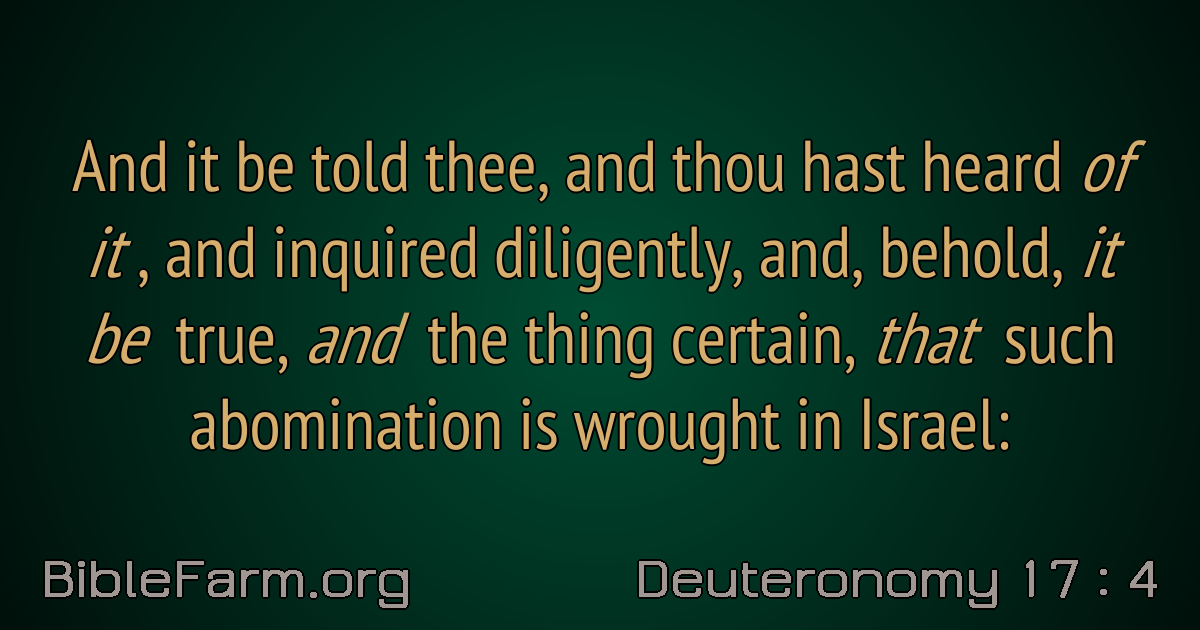 And it be told thee, and thou hast heard of
it , and inquired diligently, and, behold, it
be true, and the thing certain, that such
abomination is wrought in Israel:
BibleFarm.org
Deuteronomy 17 : 4